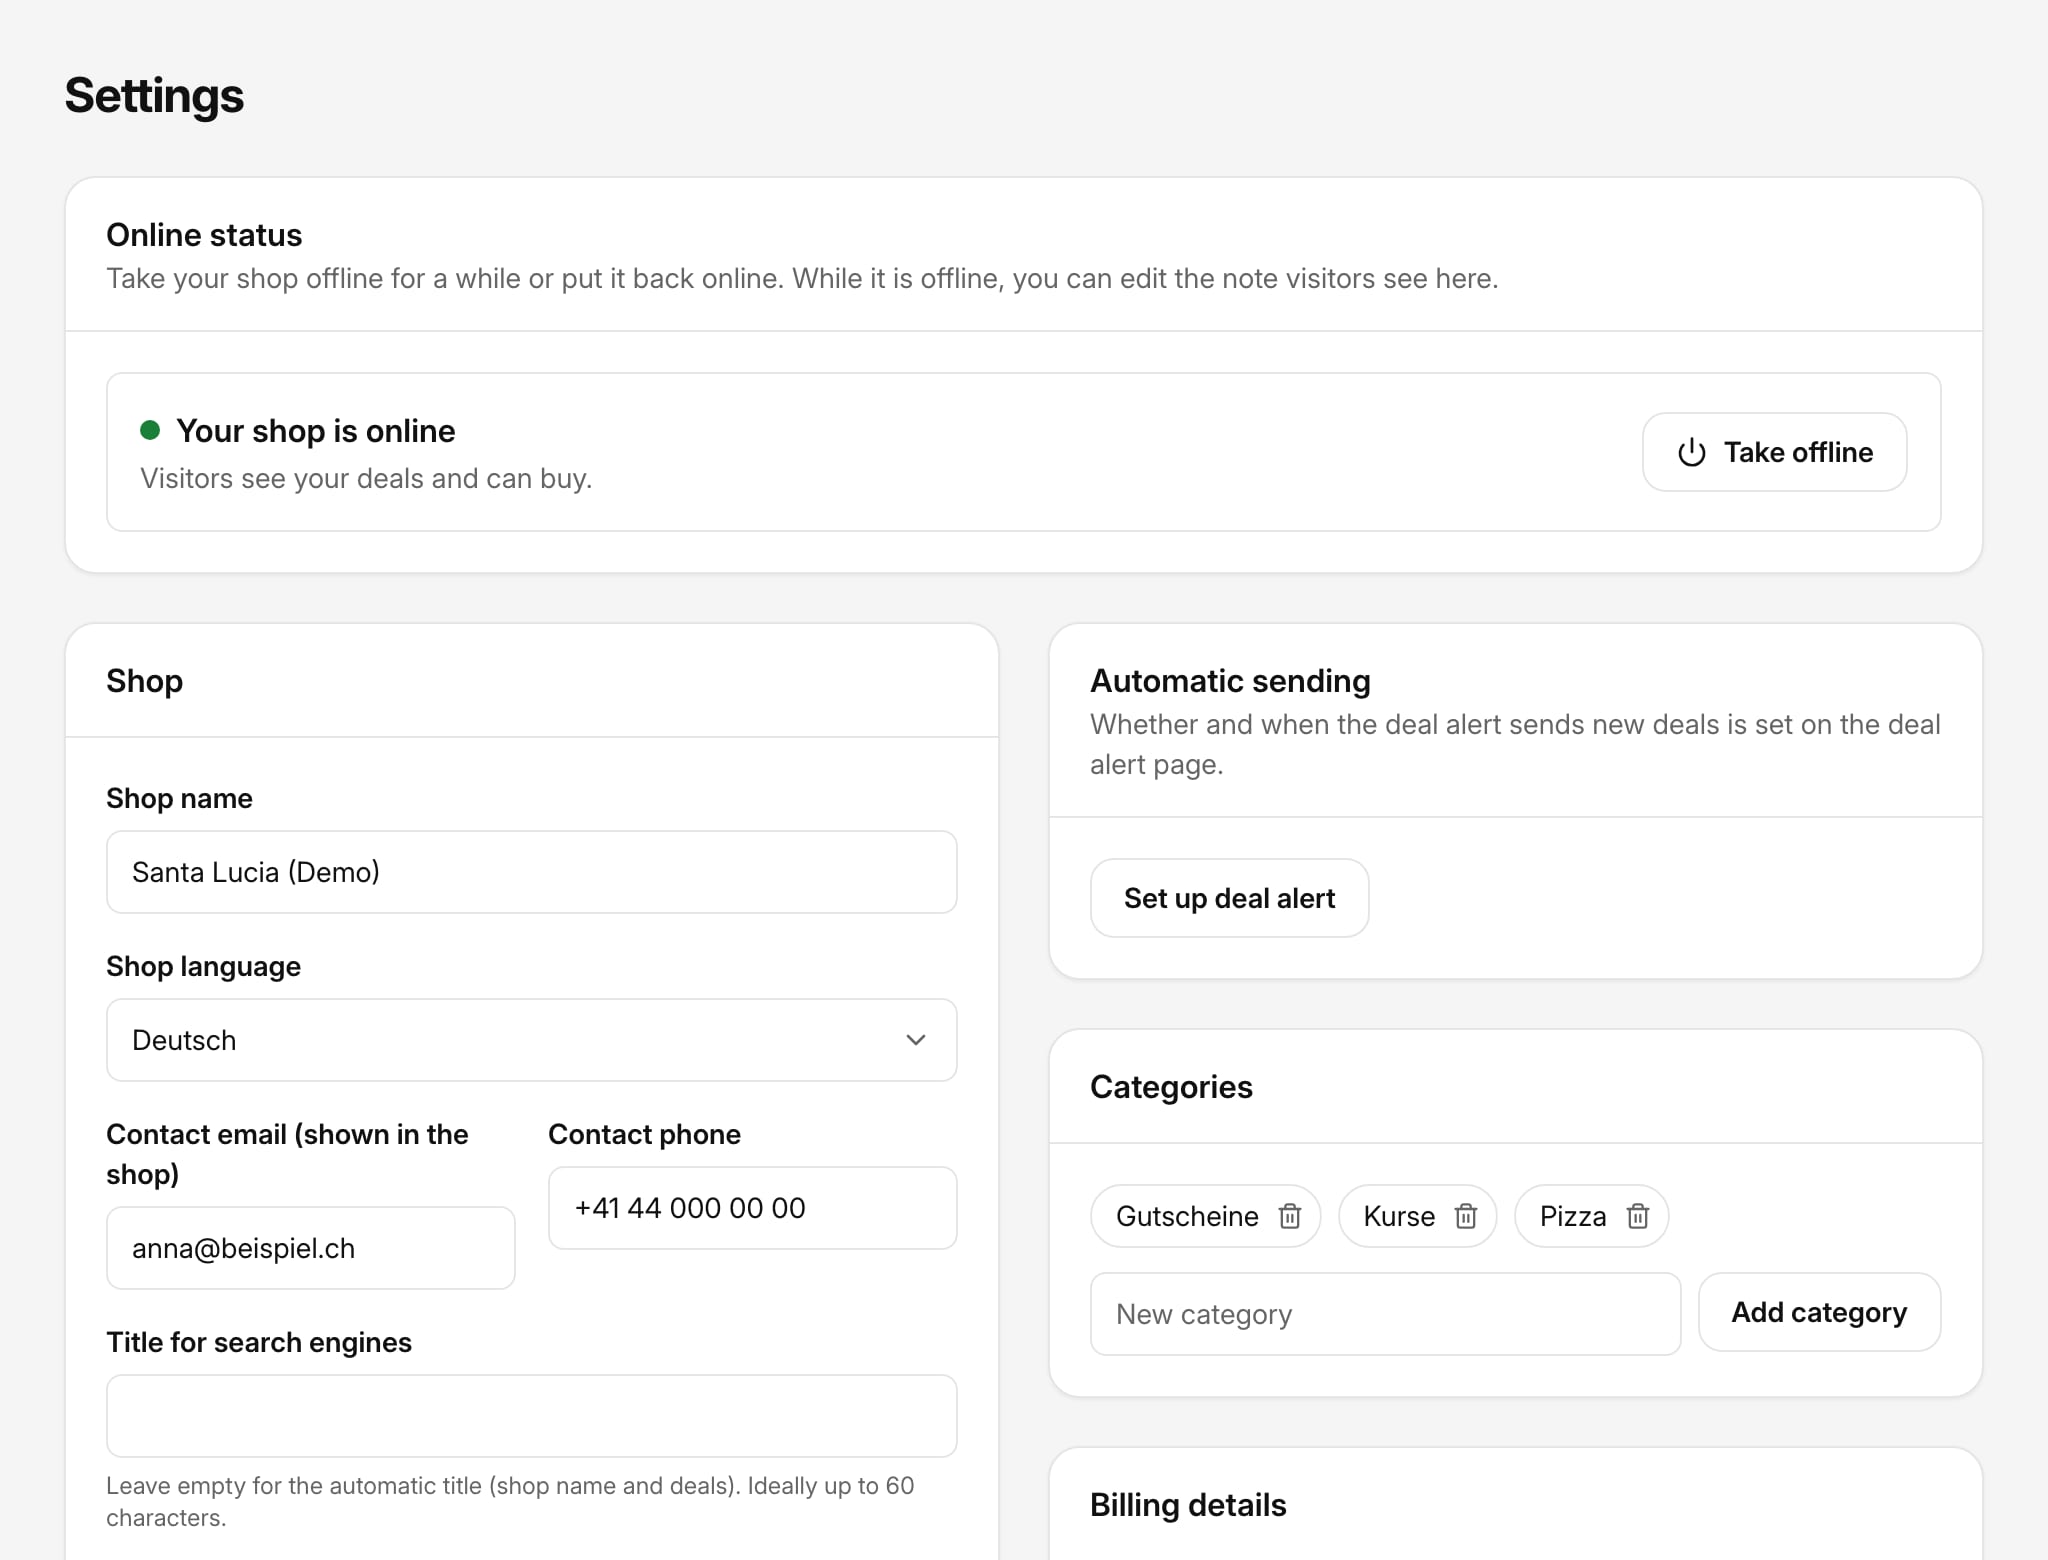 Settings
Online status
Take your shop offline for a while or put it back online. While it is offline, you can edit the note visitors see here.
Your shop is online
Visitors see your deals and can buy.
Take offline
Shop
Shop name
Santa Lucia (Demo)
Shop language
Deutsch
Contact email (shown in the
shop)
anna@beispiel.ch
Contact phone
+41 44 000 00 00
Title for search engines
Leave empty for the automatic title (shop name and deals). Ideally up to 60
characters.
Automatic sending
Whether and when the deal alert sends new deals is set on the deal
alert page.
Set up deal alert
Categories
Gutscheine
Kurse
Pizza
New category
Add category
Billing details